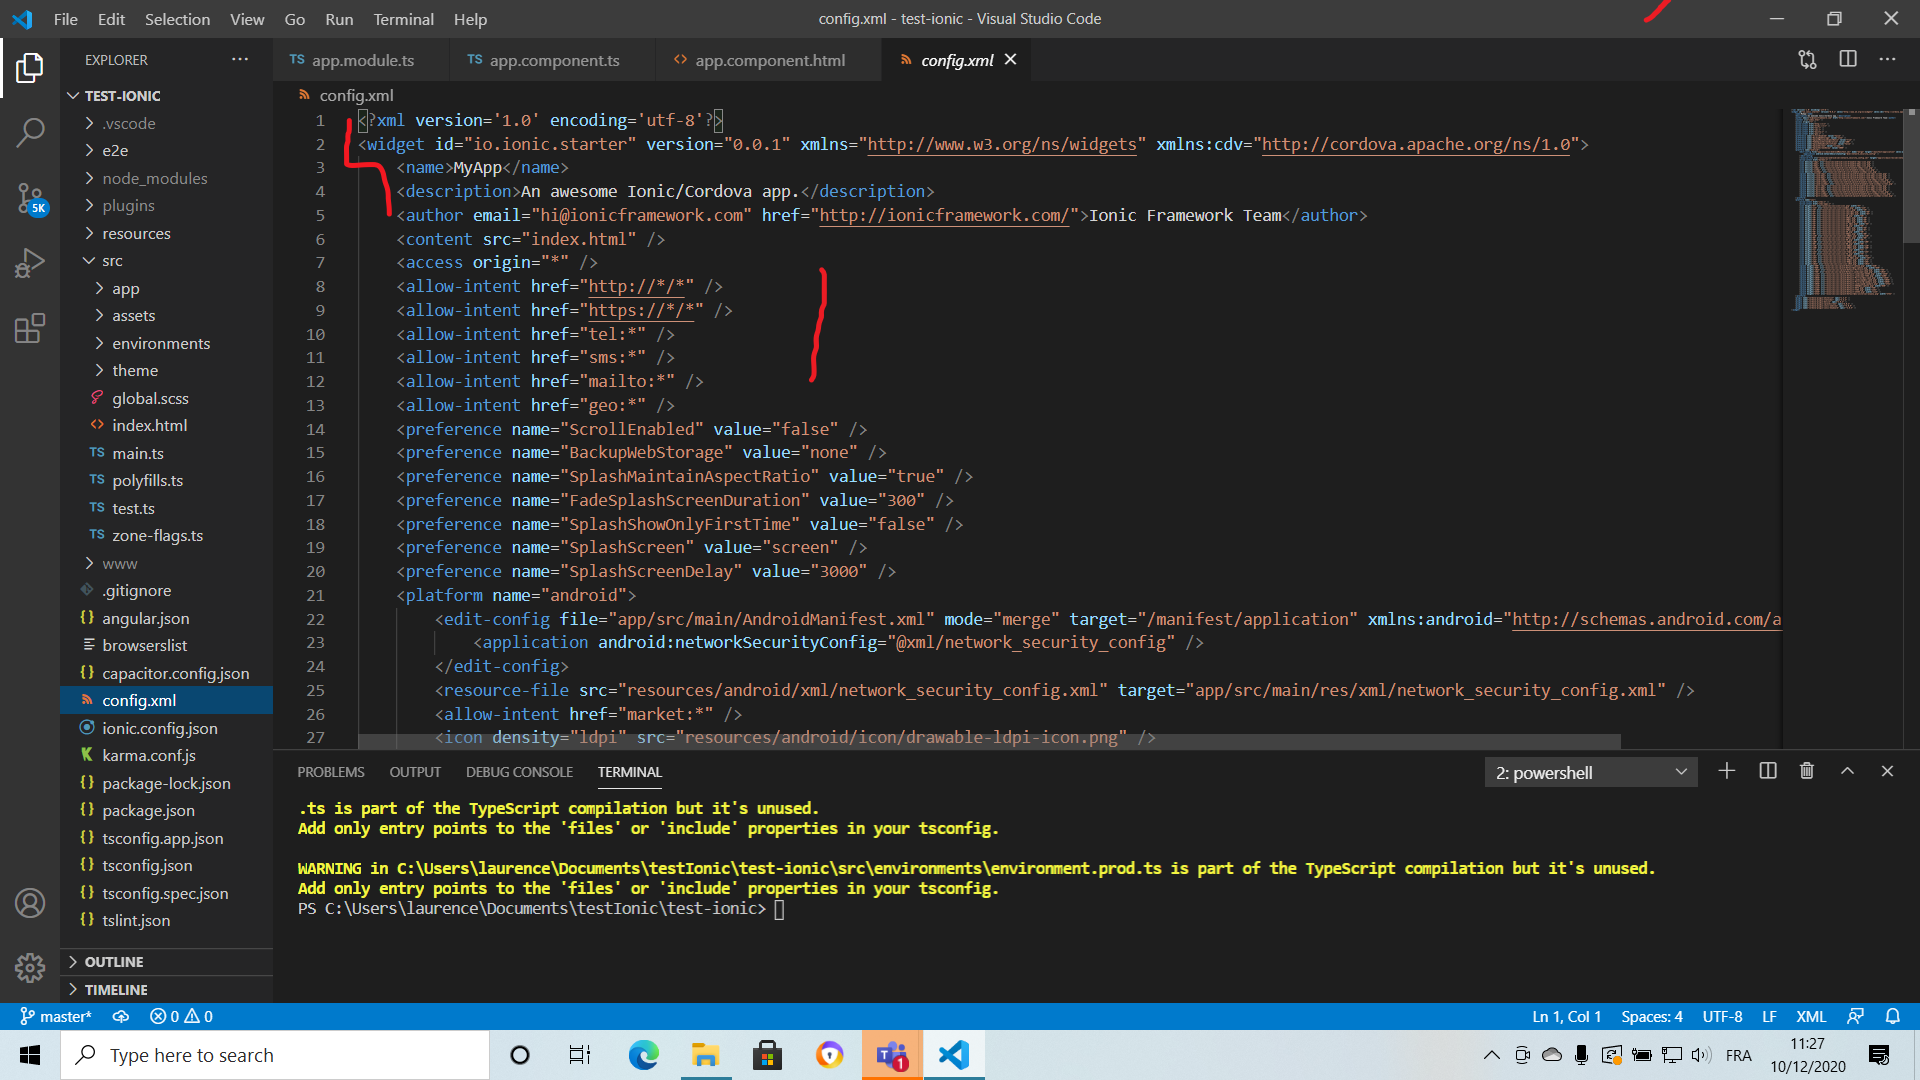 File Edit Selection View Go Run Terminal Help
config.xml - test-ionic - Visual Studio Code
EXPLORER
TS app.module.ts
TS app.component.ts
<> app.component.html
config.xml
TEST-IONIC
.vscode
e2e
node_modules
plugins
resources
src
app
assets
environments
theme
global.scss
<> index.html
TS main.ts
TS polyfills.ts
TS test.ts
TS zone-flags.ts
www
.gitignore
{} angular.json
browserslist
{} capacitor.config.json
config.xml
ionic.config.json
karma.conf.js
{} package-lock.json
{} package.json
{} tsconfig.app.json
{} tsconfig.json
{} tsconfig.spec.json
{} tslint.json
OUTLINE
TIMELINE
5K
config.xml
1 <?xml version='1.0' encoding='utf-8'?>
2 <widget id="io.ionic.starter" version="0.0.1" xmlns="http://www.w3.org/ns/widgets" xmlns:cdv="http://cordova.apache.org/ns/1.0">
3 <name>MyApp</name>
4 <description>An awesome Ionic/Cordova app.</description>
5 <author email="hi@ionicframework.com" href="http://ionicframework.com/">Ionic Framework Team</author>
6 <content src="index.html" />
7 <access origin="*" />
8 <allow-intent href="http://*/*" />
9 <allow-intent href="https://*/*" />
10 <allow-intent href="tel:*" />
11 <allow-intent href="sms:*" />
12 <allow-intent href="mailto:*" />
13 <allow-intent href="geo:*" />
14 <preference name="ScrollEnabled" value="false" />
15 <preference name="BackupWebStorage" value="none" />
16 <preference name="SplashMaintainAspectRatio" value="true" />
17 <preference name="FadeSplashScreenDuration" value="300" />
18 <preference name="SplashShowOnlyFirstTime" value="false" />
19 <preference name="SplashScreen" value="screen" />
20 <preference name="SplashScreenDelay" value="3000" />
21 <platform name="android">
22 <edit-config file="app/src/main/AndroidManifest.xml" mode="merge" target="/manifest/application" xmlns:android="http://schemas.android.com/a
23 <application android:networkSecurityConfig="@xml/network_security_config" />
24 </edit-config>
25 <resource-file src="resources/android/xml/network_security_config.xml" target="app/src/main/res/xml/network_security_config.xml" />
26 <allow-intent href="market:*" />
27 <icon density="ldpi" src="resources/android/icon/drawable-ldpi-icon.png" />
PROBLEMS OUTPUT DEBUG CONSOLE TERMINAL
2: powershell
.ts is part of the TypeScript compilation but it's unused.
Add only entry points to the 'files' or 'include' properties in your tsconfig.
WARNING in C:\Users\laurence\Documents\testIonic\test-ionic\src\environments\environment.prod.ts is part of the TypeScript compilation but it's unused.
Add only entry points to the 'files' or 'include' properties in your tsconfig.
PS C:\Users\laurence\Documents\testIonic\test-ionic>
master* 0 0
Ln 1, Col 1 Spaces: 4 UTF-8 LF XML
Type here to search
1
FRA
11:27
10/12/2020